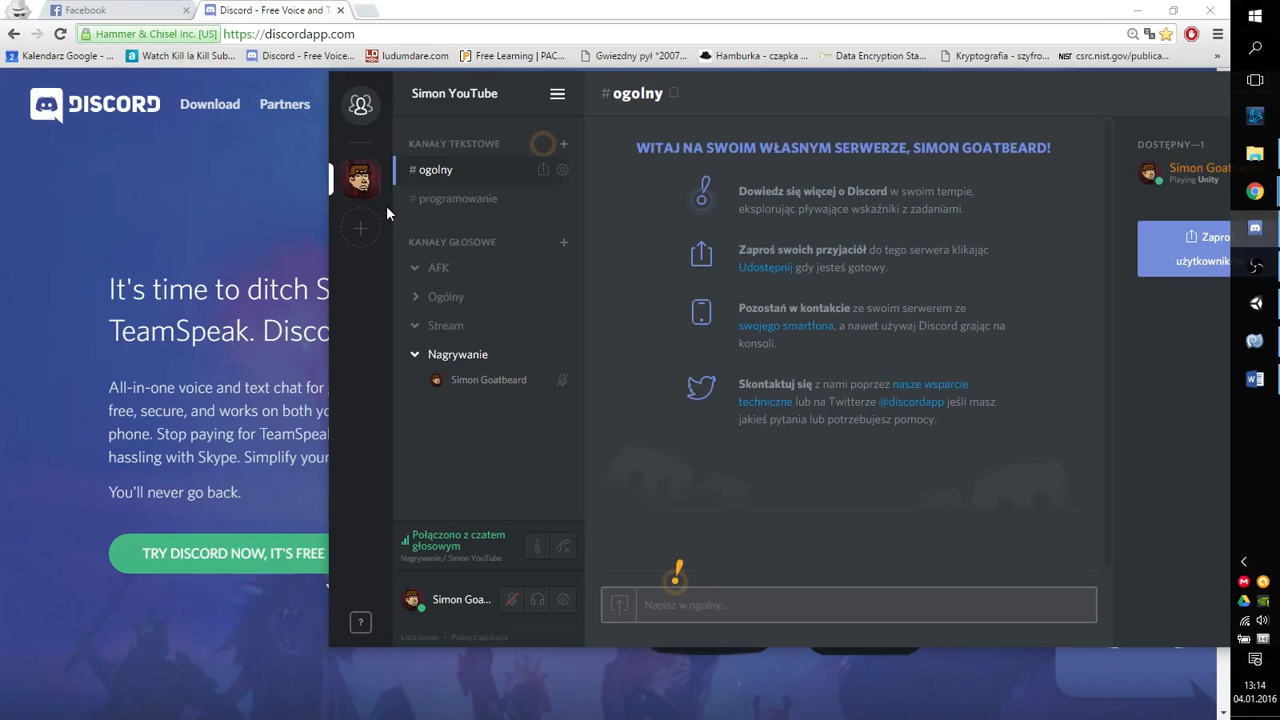 Facebook
Discord - Free Voice and T
Hammer & Chisel Inc. [US]
https://discordapp.com
Kalendarz Google -
Watch Kill la Kill Sub...
Discord - Free Voice...
ludumdare.com
Free Learning | PAC...
Gwiezdny pył *2007...
Hamburka - czapka ...
Data Encryption Sta...
Kryptografia – szyfro...
NIST
csrc.nist.gov/publica...
»
DISCORD
Download
Partners
It's time to ditch S
TeamSpeak. Disco
All-in-one voice and text chat for
free, secure, and works on both yo
phone. Stop paying for TeamSpeak
hassling with Skype. Simplify your
You'll never go back.
TRY DISCORD NOW, IT'S FREE
Simon YouTube
KANAŁY TEKSTOWE
# ogolny
# programowanie
KANAŁY GŁOSOWE
AFK
Ogólny
Stream
Nagrywanie
Simon Goatbeard
Połączono z czatem
głosowym
Nagrywanie / Simon YouTube
Simon Goa...
Lista zmian • Pobierz aplikacje
?
# ogolny
WITAJ NA SWOIM WŁASNYM SERWERZE, SIMON GOATBEARD!
Dowiedz się więcej o Discord w swoim tempie,
eksplorując pływające wskaźniki z zadaniami.
Zaproś swoich przyjaciół do tego serwera klikając
Udostępnij gdy jesteś gotowy.
Pozostań w kontakcie ze swoim serwerem ze
swojego smartfona, a nawet używaj Discord grając na
konsoli.
Skontaktuj się z nami poprzez nasze wsparcie
techniczne lub na Twitterze @discordapp jeśli masz
jakieś pytania lub potrzebujesz pomocy.
Napisz w ogolny...
DOSTĘPNY—1
Simon Goatb
Playing Unity
Zapro
użytkownik
13:14
04.01.2016